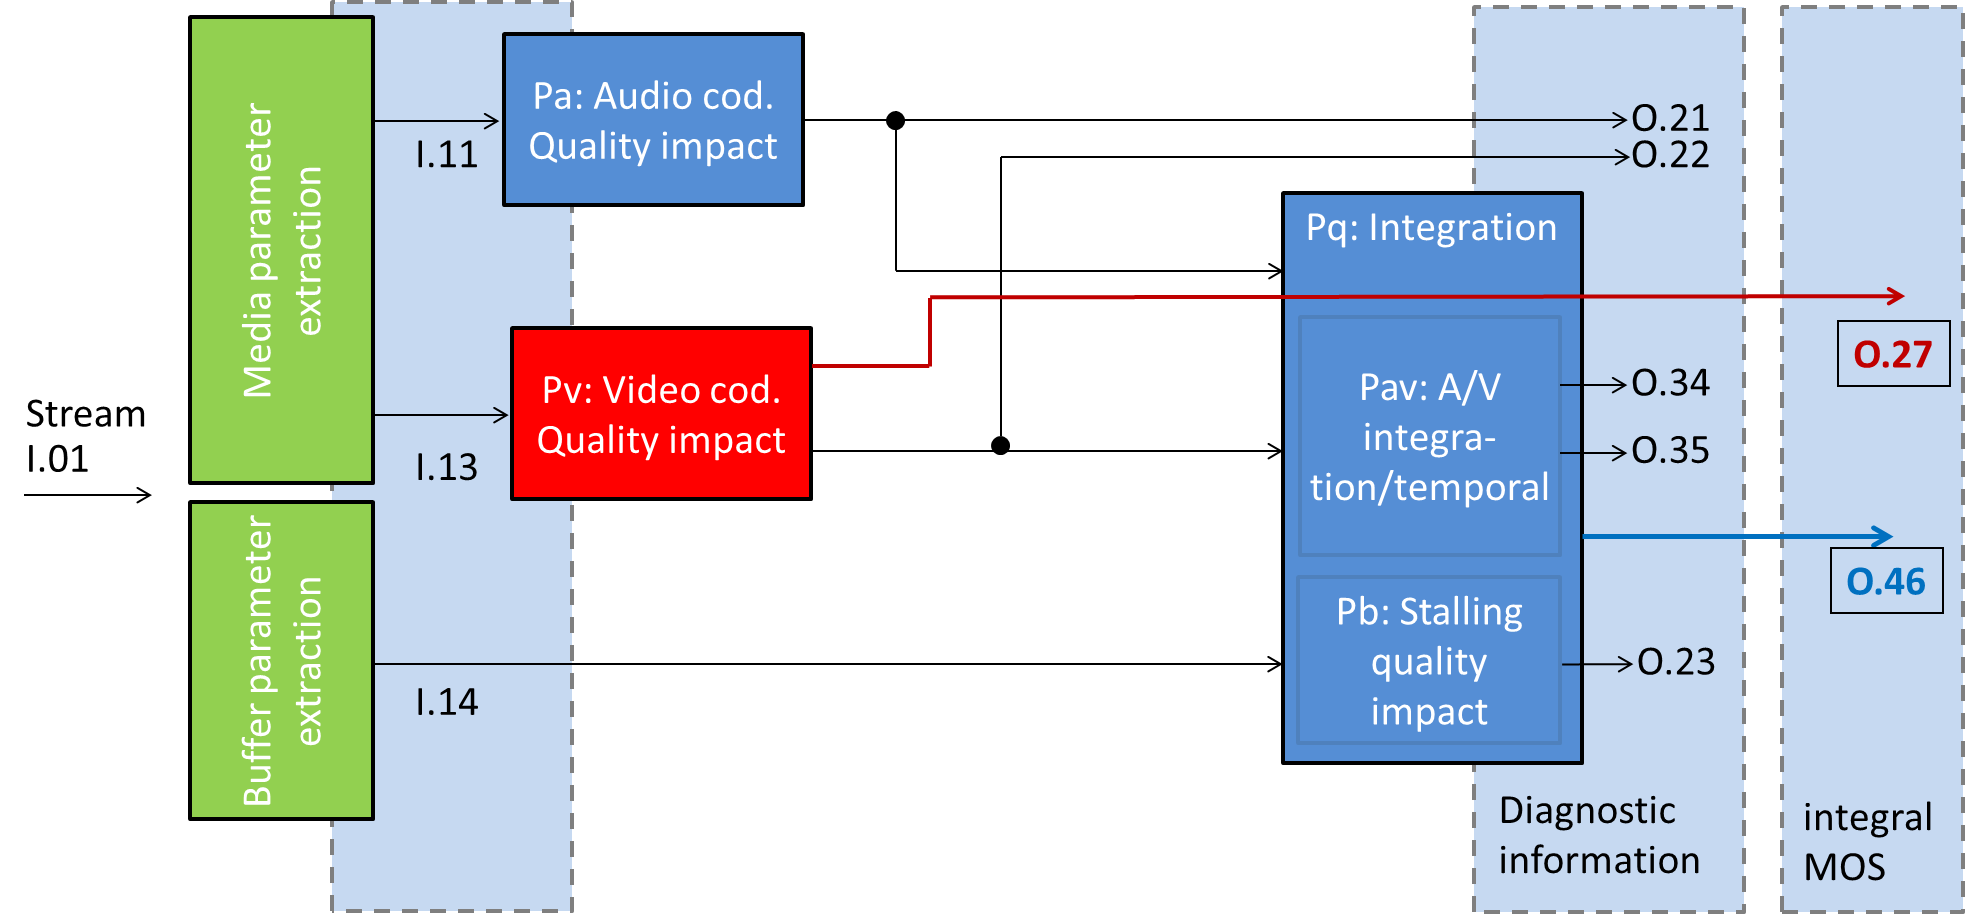 Stream
I.01
Media parameter
extraction
Buffer parameter
extraction
I.11
I.13
I.14
Pa: Audio cod.
Quality impact
Pv: Video cod.
Quality impact
Pq: Integration
Pav: A/V
integra-
tion/temporal
Pb: Stalling
quality
impact
O.21
O.22
O.34
O.35
O.23
Diagnostic
information
O.27
O.46
integral
MOS